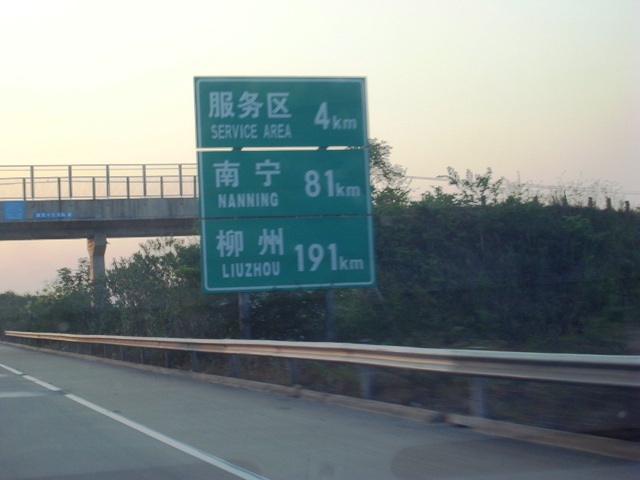 服务区 4km
SERVICE AREA
南宁 81km
NANNING
柳州 191km
LIUZHOU